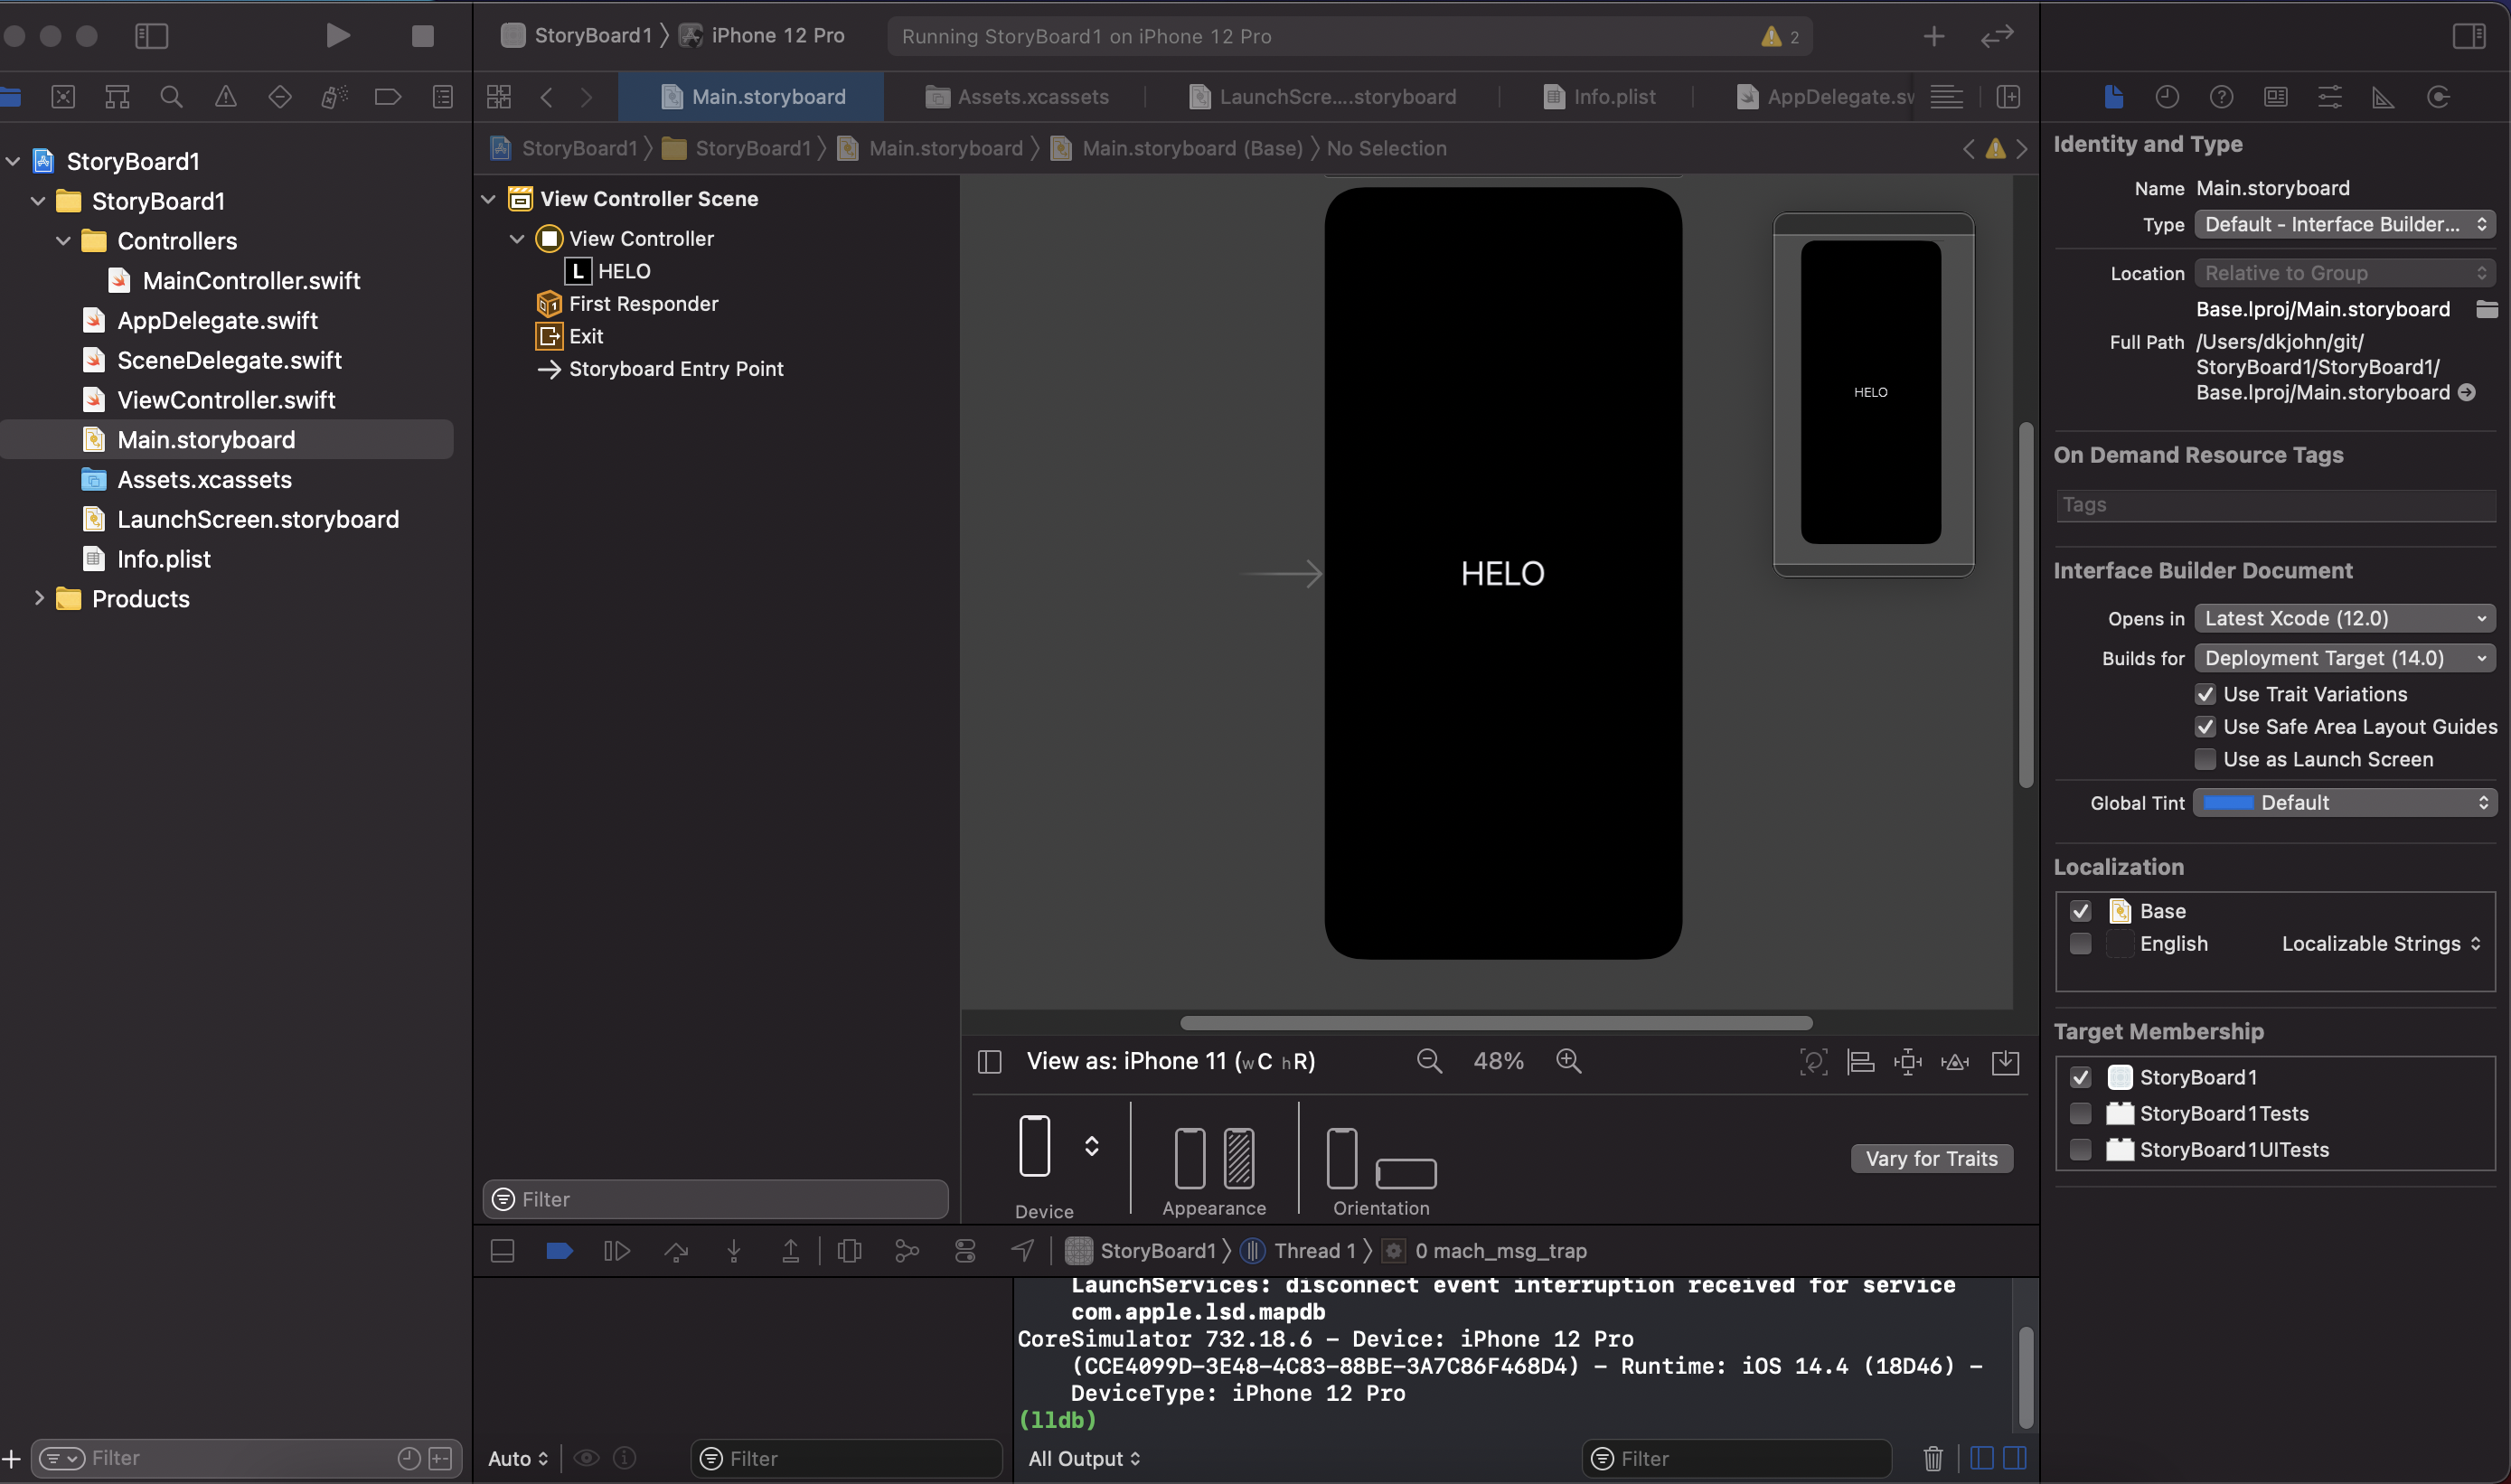 StoryBoard1 iPhone 12 Pro
Running StoryBoard1 on iPhone 12 Pro
2
Main.storyboard
Assets.xcassets
LaunchScre....storyboard
Info.plist
AppDelegate.sw
StoryBoard1
StoryBoard1
Controllers
MainController.swift
AppDelegate.swift
SceneDelegate.swift
ViewController.swift
Main.storyboard
Assets.xcassets
LaunchScreen.storyboard
Info.plist
Products
Filter
StoryBoard1 StoryBoard1 Main.storyboard Main.storyboard (Base) No Selection
View Controller Scene
View Controller
L HELO
First Responder
Exit
Storyboard Entry Point
Filter
HELO
HELO
View as: iPhone 11 (wC hR)
48%
Device
Appearance
Orientation
Vary for Traits
StoryBoard1 Thread 1 0 mach_msg_trap
LaunchServices: disconnect event interruption received for service
com.apple.lsd.mapdb
CoreSimulator 732.18.6 - Device: iPhone 12 Pro
(CCE4099D-3E48-4C83-88BE-3A7C86F468D4) - Runtime: iOS 14.4 (18D46) -
DeviceType: iPhone 12 Pro
(lldb)
Auto
Filter
All Output
Filter
Identity and Type
Name Main.storyboard
Type Default - Interface Builder...
Location Relative to Group
Base.lproj/Main.storyboard
Full Path /Users/dkjohn/git/
StoryBoard1/StoryBoard1/
Base.lproj/Main.storyboard
On Demand Resource Tags
Tags
Interface Builder Document
Opens in Latest Xcode (12.0)
Builds for Deployment Target (14.0)
Use Trait Variations
Use Safe Area Layout Guides
Use as Launch Screen
Global Tint Default
Localization
Base
English Localizable Strings
Target Membership
StoryBoard1
StoryBoard1Tests
StoryBoard1UITests